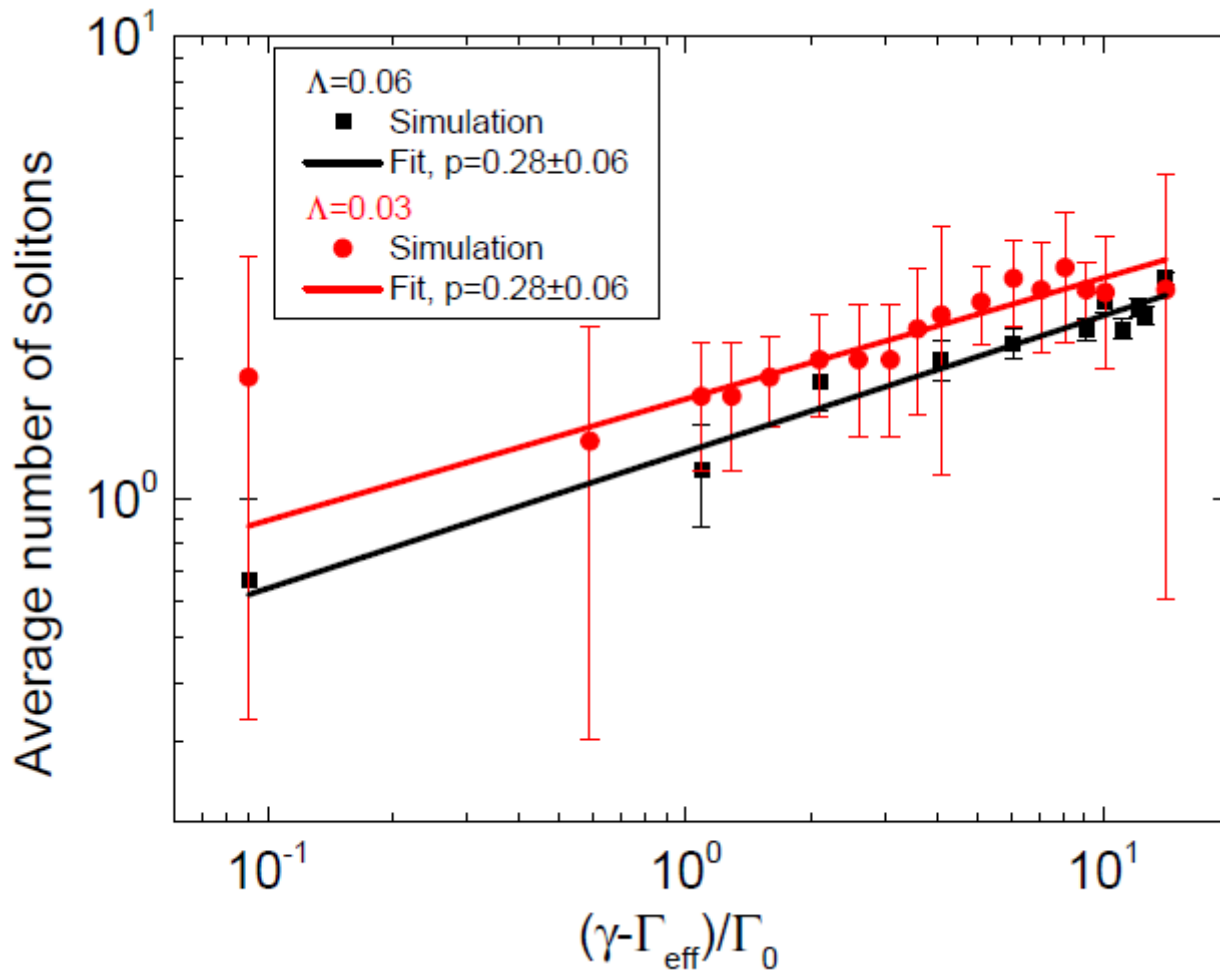 10¹
Λ=0.06
Simulation
Fit, p=0.28±0.06
Λ=0.03
Simulation
Fit, p=0.28±0.06
Average number of solitons
10⁰
10⁻¹
10⁰
10¹
(γ-Γeff)/Γ0